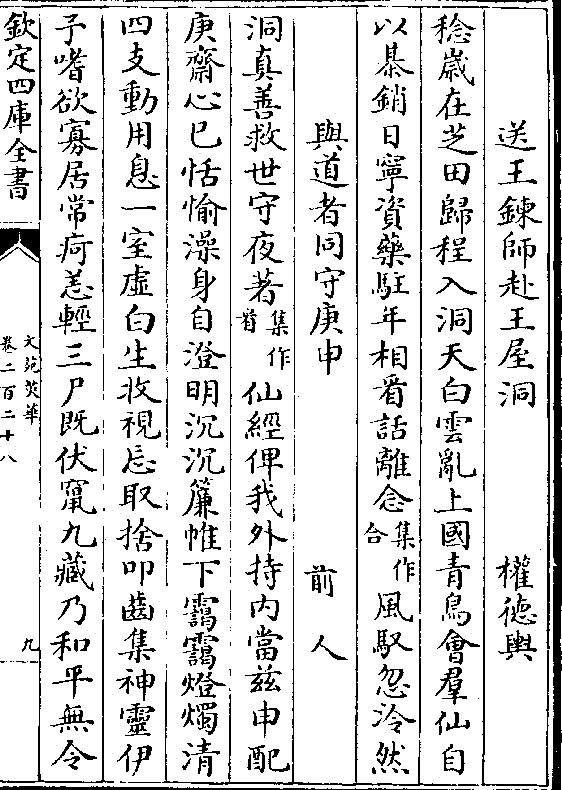 送王鍊師赴王屋洞　權德輿
稔嵗在芝田歸程入洞天白雲亂上國青鳥會羣仙自
以棊銷日寧資藥駐年相看話離念集作合風馭忽泠然
與道者同守庚申　前人
洞真善救世守夜著集作首仙經俾我外持内當兹申配
庚齋心已恬愉澡身自澄明沉沉簾帷下靄靄燈燭清
四支動用息一室虚白生收視忘取捨叩齒集神靈伊
子嗜欲寡居常痾恙輕三尸既伏竄九藏乃和平無令
欽定四庫全書
文苑英華
卷二百二十八
九